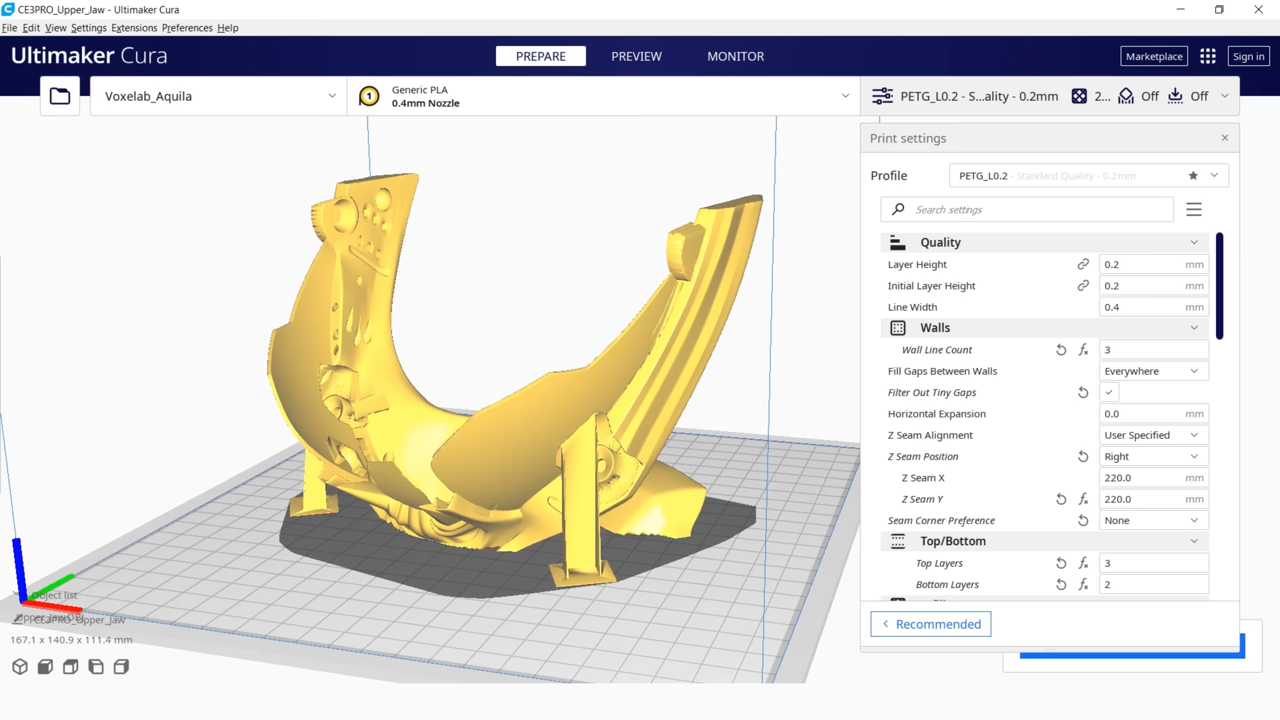 CE3PRO_Upper_Jaw - Ultimaker Cura
File Edit View Settings Extensions Preferences Help
Ultimaker Cura
PREPARE
PREVIEW
MONITOR
Marketplace
Sign in
Voxelab_Aquila
1
Generic PLA
0.4mm Nozzle
PETG_L0.2 - S...ality - 0.2mm
2...
Off
Off
Print settings
Profile
PETG_L0.2 - Standard Quality - 0.2mm
Search settings
Quality
Layer Height 0.2 mm
Initial Layer Height 0.2 mm
Line Width 0.4 mm
Walls
Wall Line Count 3
Fill Gaps Between Walls Everywhere
Filter Out Tiny Gaps
Horizontal Expansion 0.0 mm
Z Seam Alignment User Specified
Z Seam Position Right
Z Seam X 220.0 mm
Z Seam Y 220.0 mm
Seam Corner Preference None
Top/Bottom
Top Layers 3
Bottom Layers 2
Recommended
Object list
CE3PRO_Upper_Jaw
167.1 x 140.9 x 111.4 mm